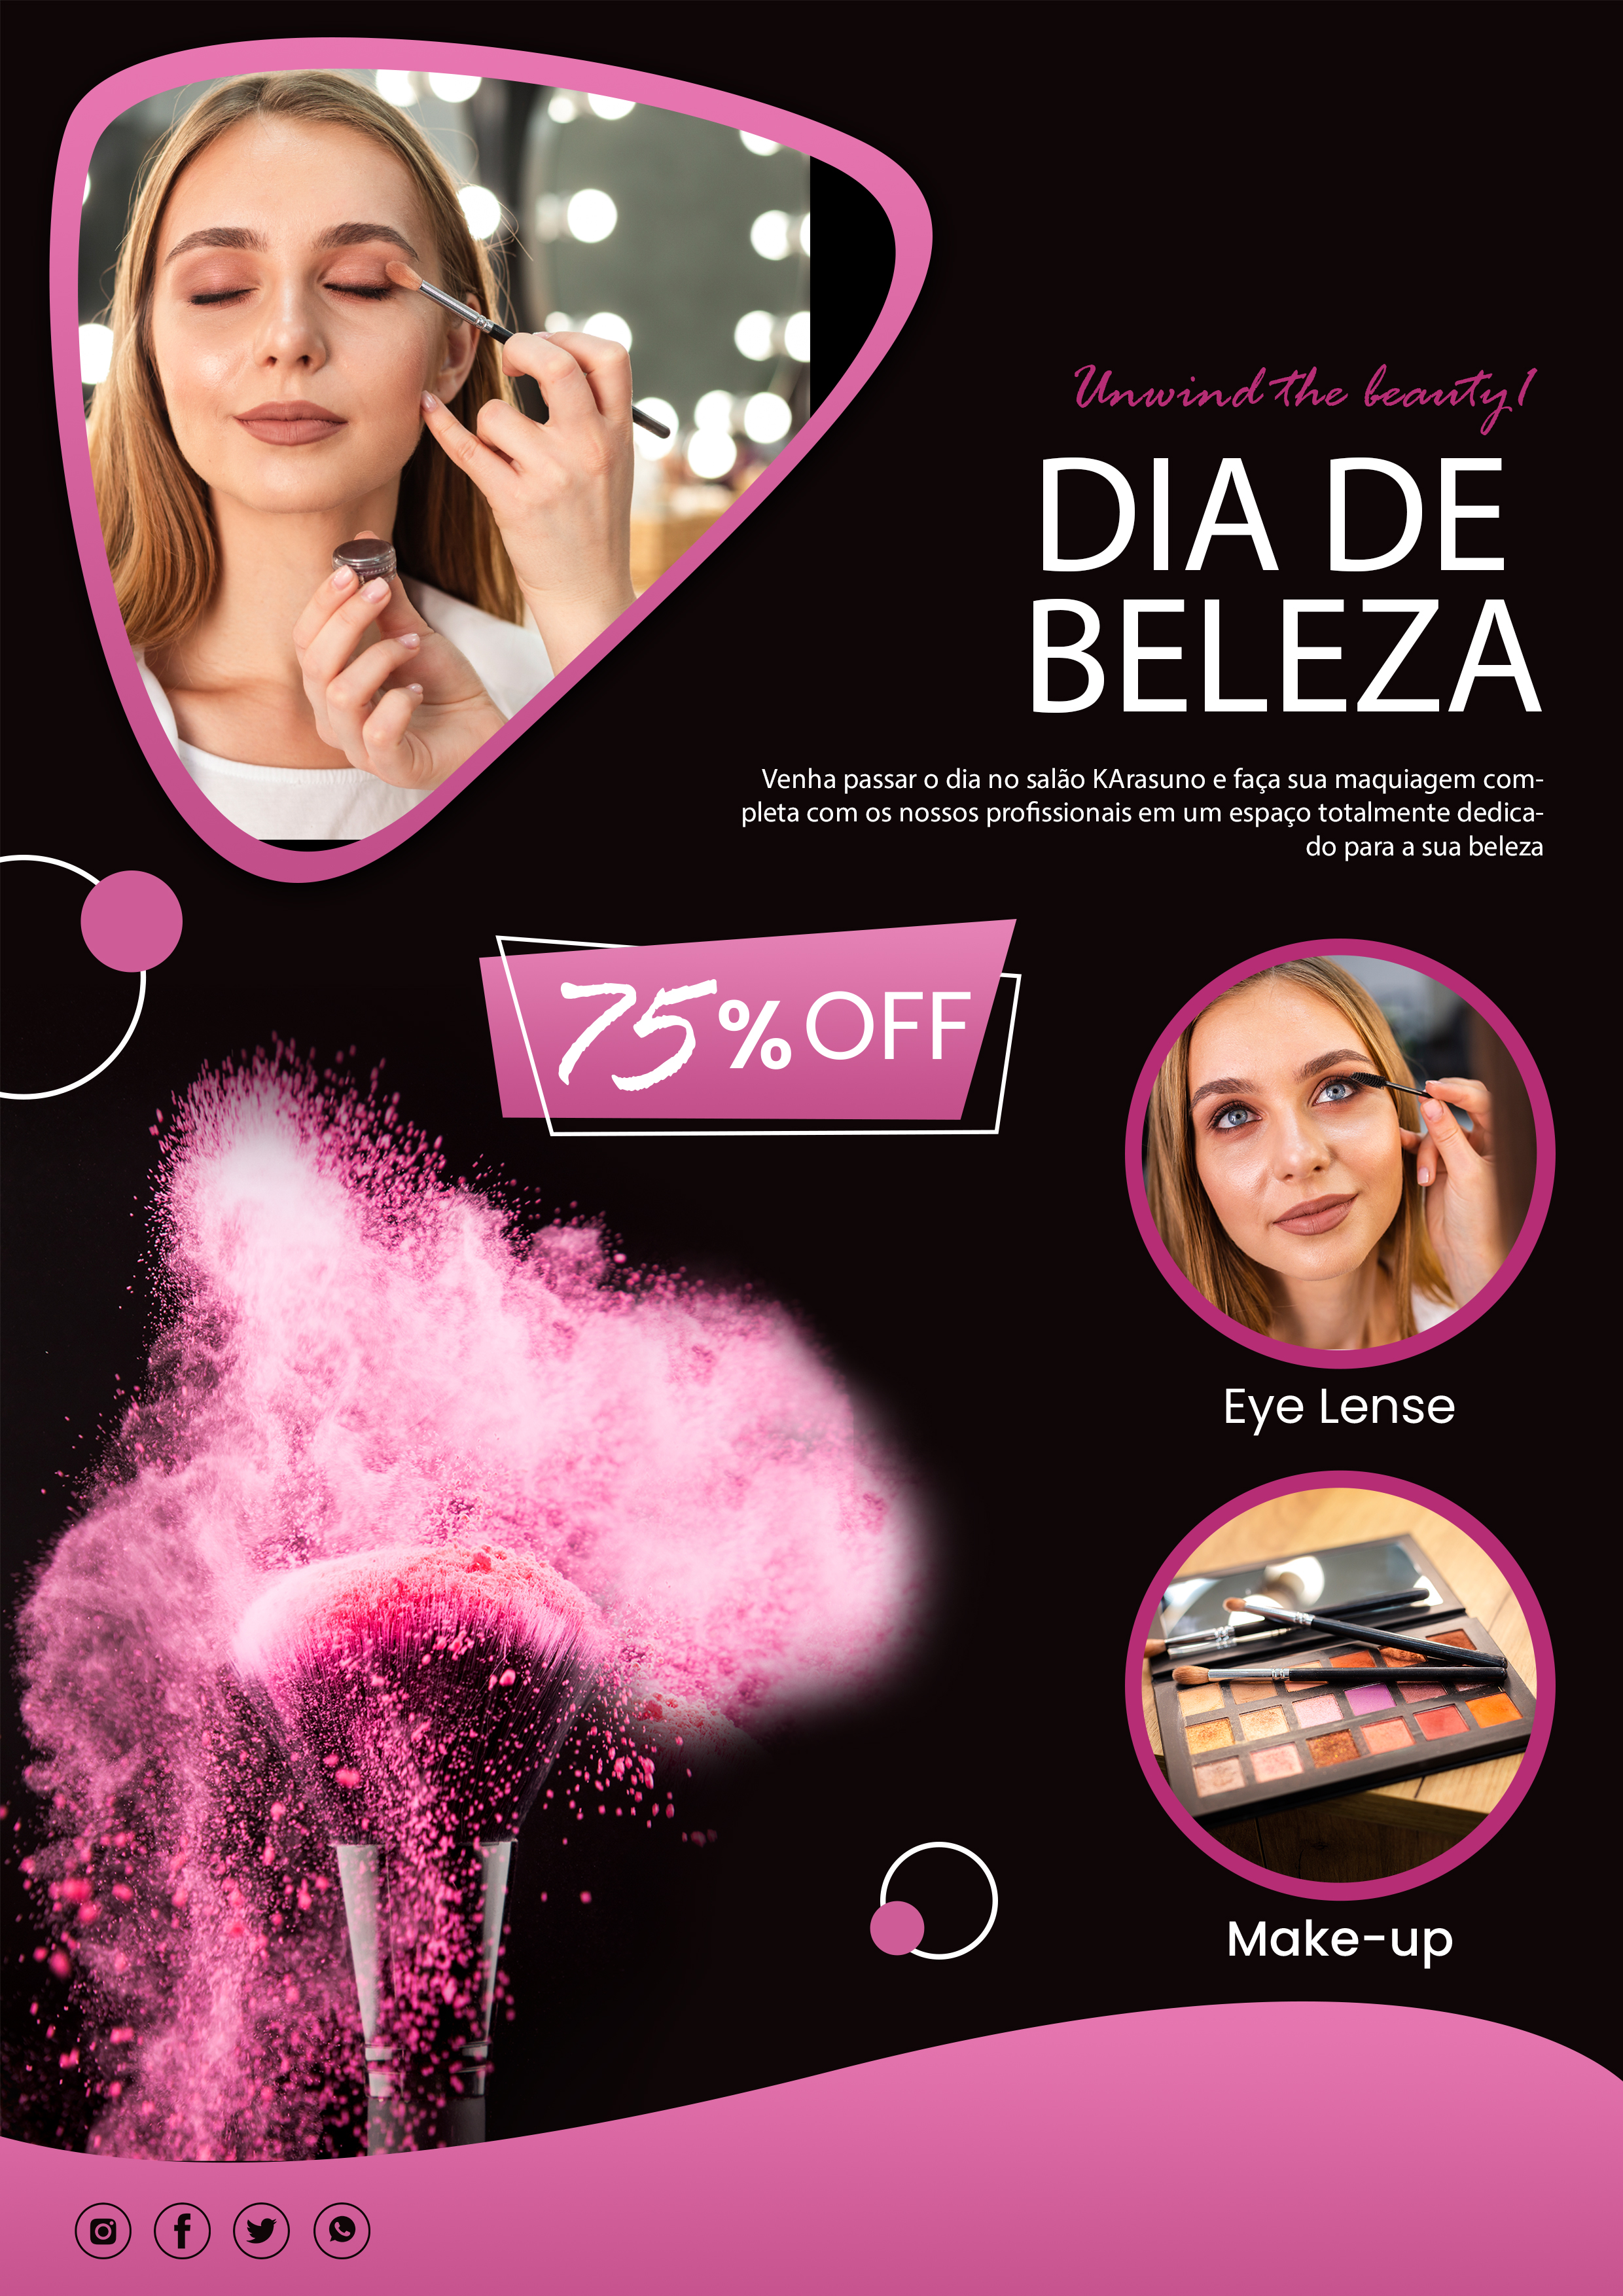 Unwind the beauty!
DIA DE
BELEZA
Venha passar o dia no salão KArasuno e faça sua maquiagem com-
pleta com os nossos profissionais em um espaço totalmente dedica-
do para a sua beleza
75% OFF
Eye Lense
Make-up